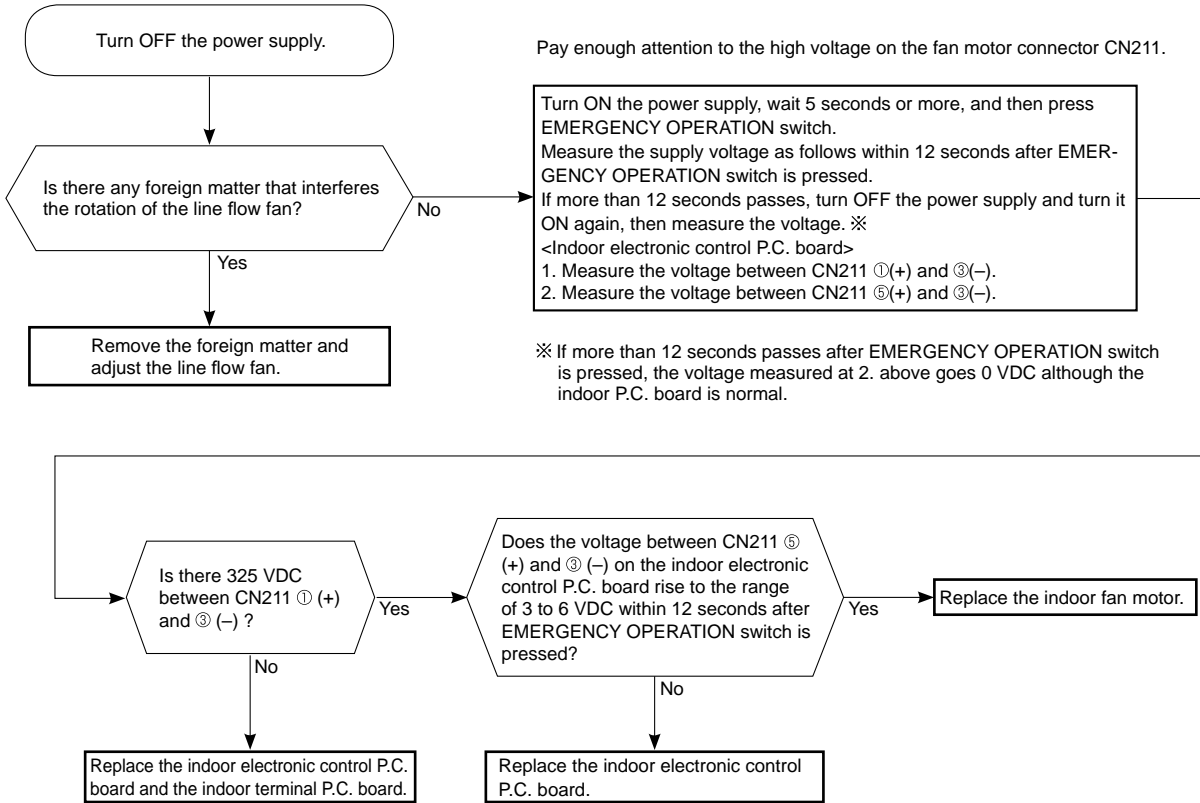 Turn OFF the power supply.
Pay enough attention to the high voltage on the fan motor connector CN211.
Is there any foreign matter that interferes
the rotation of the line flow fan?
No
Yes
Remove the foreign matter and
adjust the line flow fan.
Turn ON the power supply, wait 5 seconds or more, and then press
EMERGENCY OPERATION switch.
Measure the supply voltage as follows within 12 seconds after EMER-
GENCY OPERATION switch is pressed.
If more than 12 seconds passes, turn OFF the power supply and turn it
ON again, then measure the voltage. ※
<Indoor electronic control P.C. board>
1. Measure the voltage between CN211 ①(+) and ③(–).
2. Measure the voltage between CN211 ⑤(+) and ③(–).
※ If more than 12 seconds passes after EMERGENCY OPERATION switch
is pressed, the voltage measured at 2. above goes 0 VDC although the
indoor P.C. board is normal.
Is there 325 VDC
between CN211 ① (+)
and ③ (–) ?
Yes
No
Replace the indoor electronic control P.C.
board and the indoor terminal P.C. board.
Does the voltage between CN211 ⑤
(+) and ③ (–) on the indoor electronic
control P.C. board rise to the range
of 3 to 6 VDC within 12 seconds after
EMERGENCY OPERATION switch is
pressed?
Yes
No
Replace the indoor electronic control
P.C. board.
Replace the indoor fan motor.